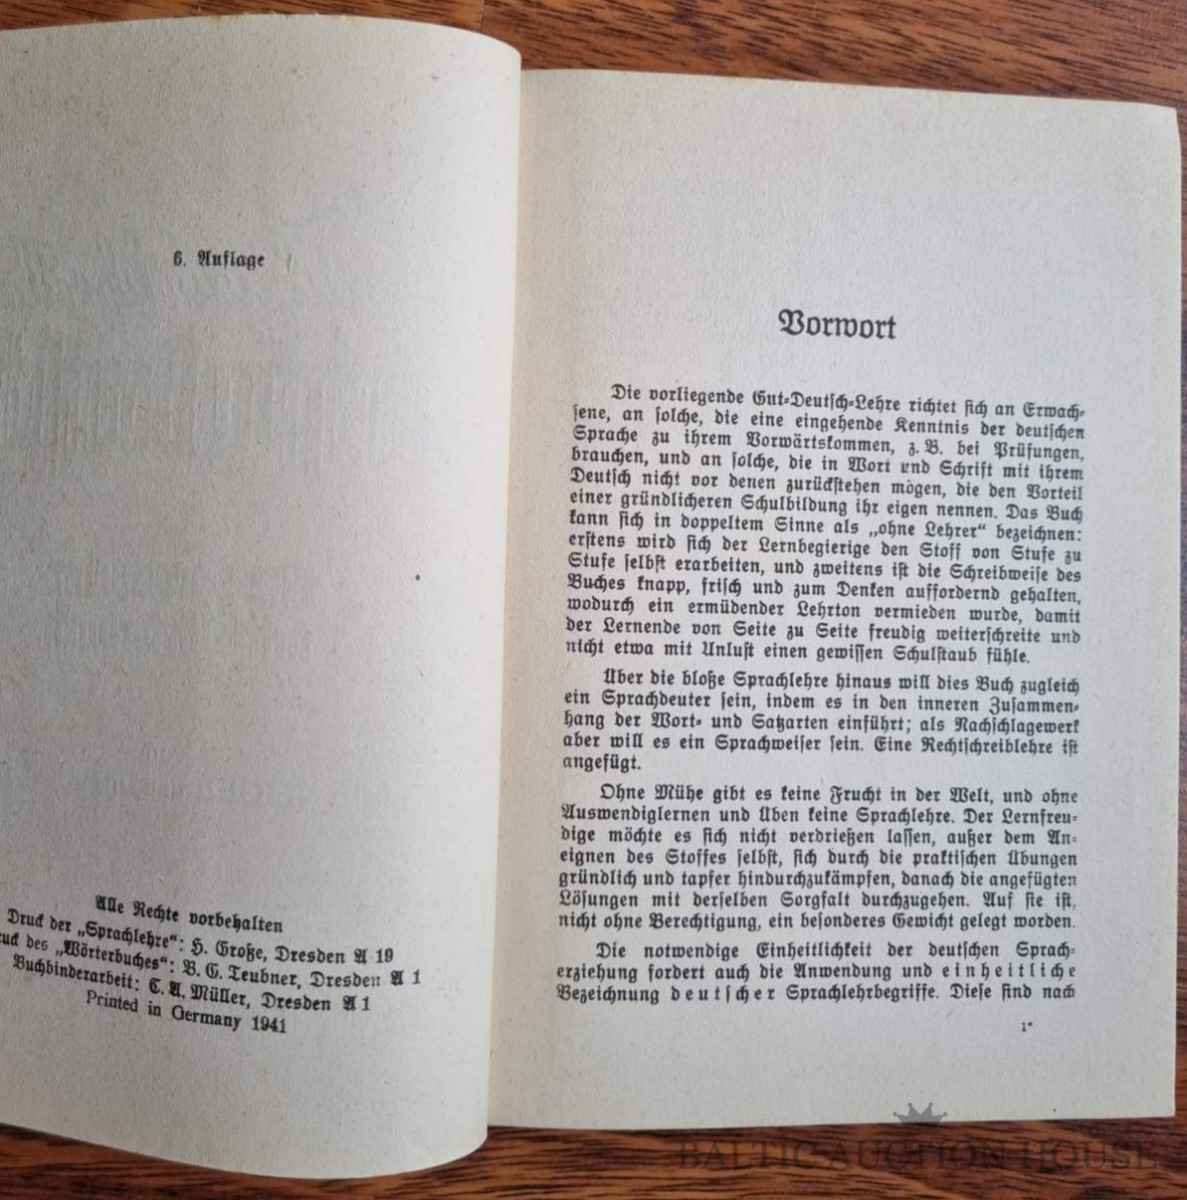 6. Auflage
Alle Rechte vorbehalten
Druck der „Sprachlehre“: H. Große, Dresden A 19
des „Wörterbuches“: B. G. Teubner, Dresden A 1
Buchbinderarbeit: C. A. Müller, Dresden A 1
Printed in Germany 1941
Vorwort
Die vorliegende Gut-Deutsch-Lehre richtet sich an Erwach-
sene, an solche, die eine eingehende Kenntnis der deutschen
Sprache zu ihrem Vorwärtskommen, z. B. bei Prüfungen,
brauchen, und an solche, die in Wort und Schrift mit ihrem
Deutsch nicht vor denen zurückstehen mögen, die den Vorteil
einer gründlicheren Schulbildung ihr eigen nennen. Das Buch
kann sich in doppeltem Sinne als „ohne Lehrer“ bezeichnen:
erstens wird sich der Lernbegierige den Stoff von Stufe zu
Stufe selbst erarbeiten, und zweitens ist die Schreibweise des
Buches knapp, frisch und zum Denken auffordernd gehalten,
wodurch ein ermüdender Lehrton vermieden wurde, damit
der Lernende von Seite zu Seite freudig weiterschreite und
nicht etwa mit Unlust einen gewissen Schulstaub fühle.
Über die bloße Sprachlehre hinaus will dies Buch zugleich
ein Sprachdeuter sein, indem es in den inneren Zusammen-
hang der Wort- und Satzarten einführt; als Nachschlagewerk
aber will es ein Sprachweiser sein. Eine Rechtschreiblehre ist
angefügt.
Ohne Mühe gibt es keine Frucht in der Welt, und ohne
Auswendiglernen und Üben keine Sprachlehre. Der Lernfreu-
dige möchte es sich nicht verdrießen lassen, außer dem An-
eignen des Stoffes selbst, sich durch die praktischen Übungen
gründlich und tapfer hindurchzukämpfen, danach die angefügten
Lösungen mit derselben Sorgfalt durchzugehen. Auf sie ist,
nicht ohne Berechtigung, ein besonderes Gewicht gelegt worden.
Die notwendige Einheitlichkeit der deutschen Sprach-
erziehung fordert auch die Anwendung und einheitliche
Bezeichnung deutscher Sprachlehrbegriffe. Diese sind nach
1*
BALTIC AUCTION HOUSE